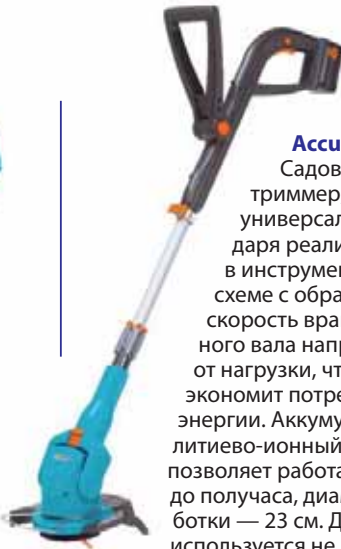 Accu
Садов
триммер
универсал
даря реали
в инструмен
схеме с обра
скорость вра
ного вала напр
от нагрузки, чт
экономит потре
энергии. Аккуму
литиево-ионный
позволяет работа
до получаса, диам
ботки — 23 см. Д
используется не